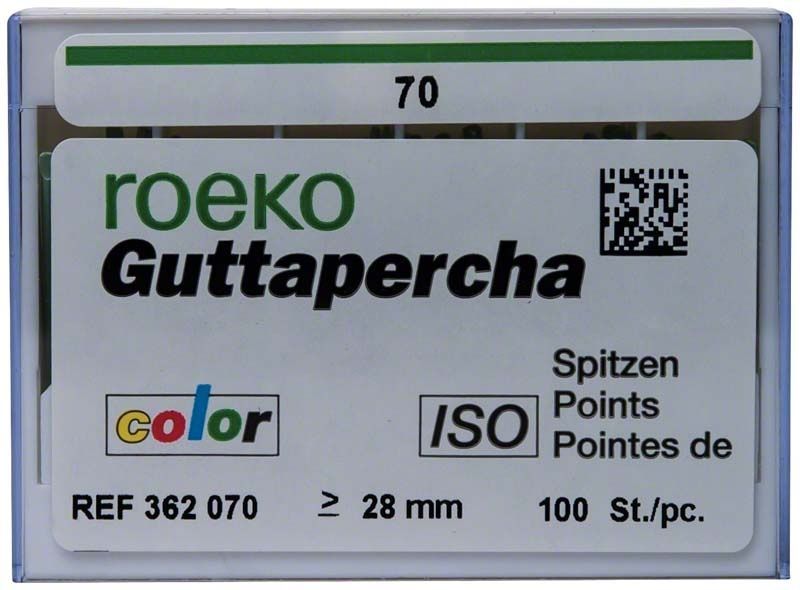 70
roeko
Guttapercha
Spitzen
color ISO Points
Pointes de
REF 362 070 ≥ 28 mm 100 St./pc.